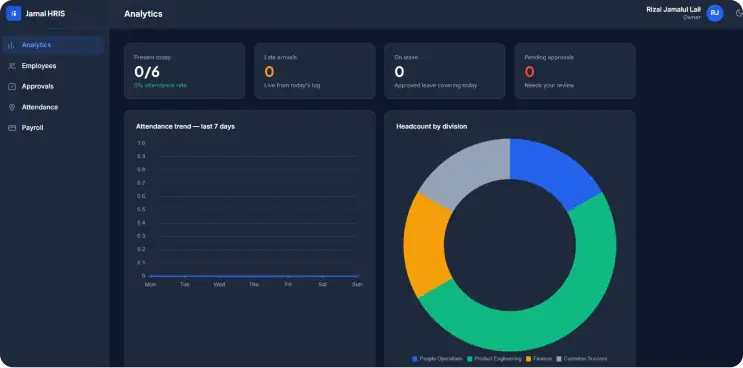 Jamal HRIS
Analytics
Rizal Jamalul Lail
Owner
RJ
Analytics
Employees
Approvals
Attendance
Payroll
Present today
0/6
0% attendance rate
Late arrivals
0
Live from today's log
On leave
0
Approved leave covering today
Pending approvals
0
Needs your review
Attendance trend — last 7 days
1.0
0.9
0.8
0.7
0.6
0.5
0.4
0.3
0.2
0.1
0
Mon Tue Wed Thu Fri Sat Sun
Headcount by division
People Operations Product Engineering Finance Customer Success